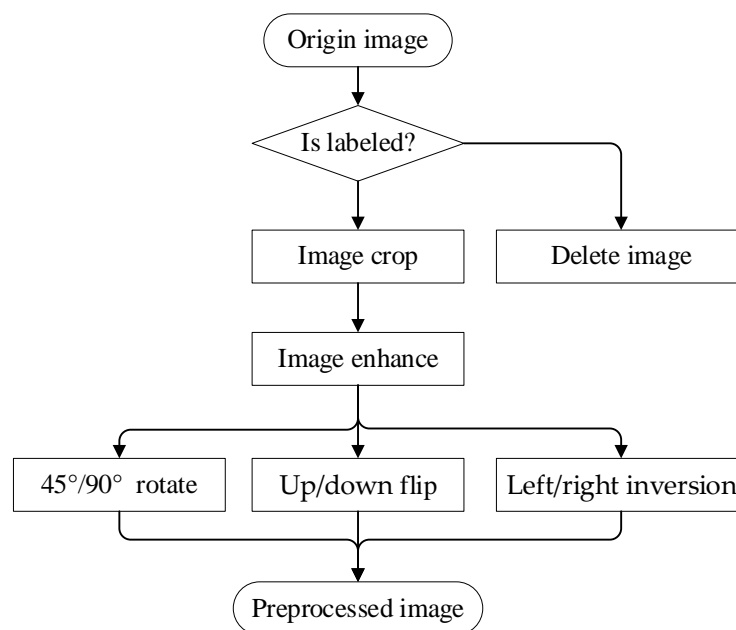 Origin image
Is labeled?
Image crop
Delete image
Image enhance
45°/90° rotate
Up/down flip
Left/right inversion
Preprocessed image